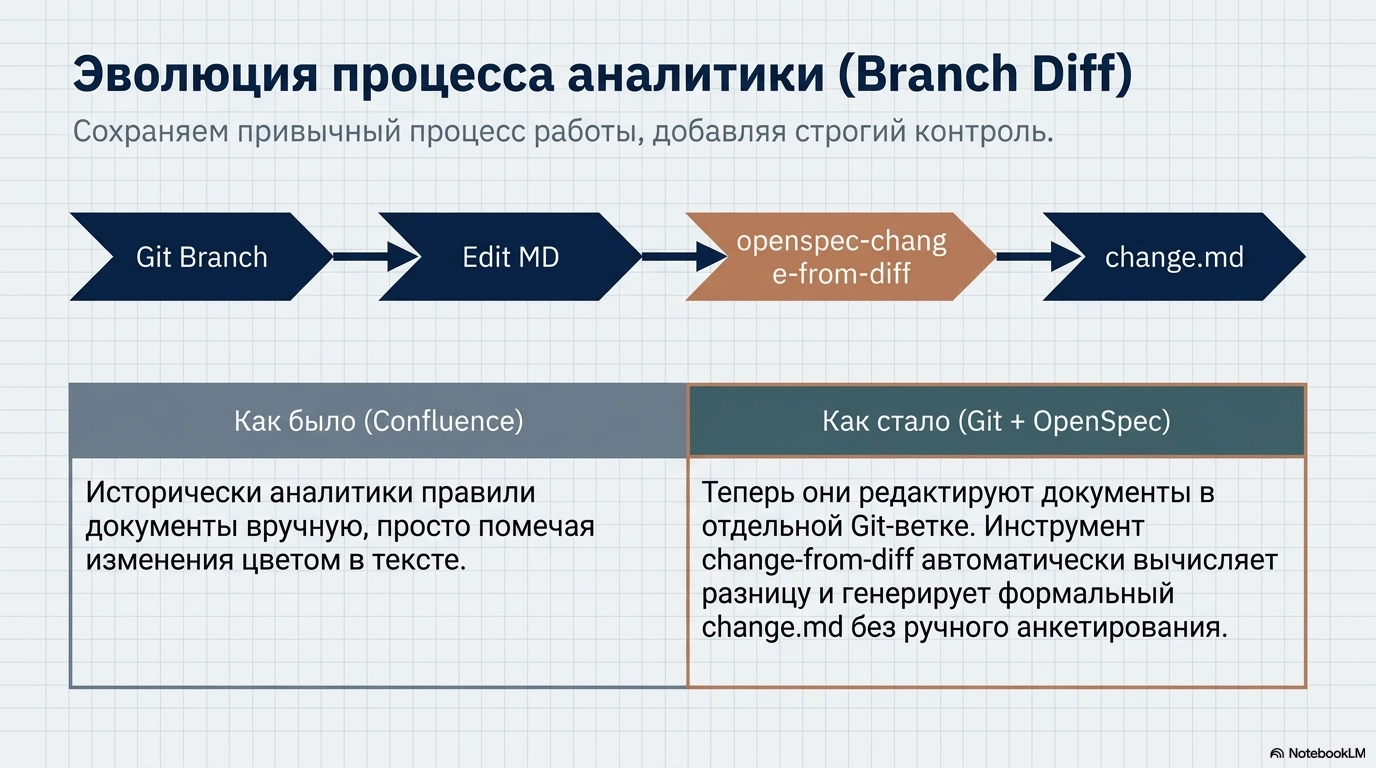 Эволюция процесса аналитики (Branch Diff)
Сохраняем привычный процесс работы, добавляя строгий контроль.
Git Branch
Edit MD
openspec-chang
e-from-diff
change.md
Как было (Confluence)
Исторически аналитики правили
документы вручную, просто помечая
изменения цветом в тексте.
Как стало (Git + OpenSpec)
Теперь они редактируют документы в
отдельной Git-ветке. Инструмент
change-from-diff автоматически вычисляет
разницу и генерирует формальный
change.md без ручного анкетирования.
NotebookLM